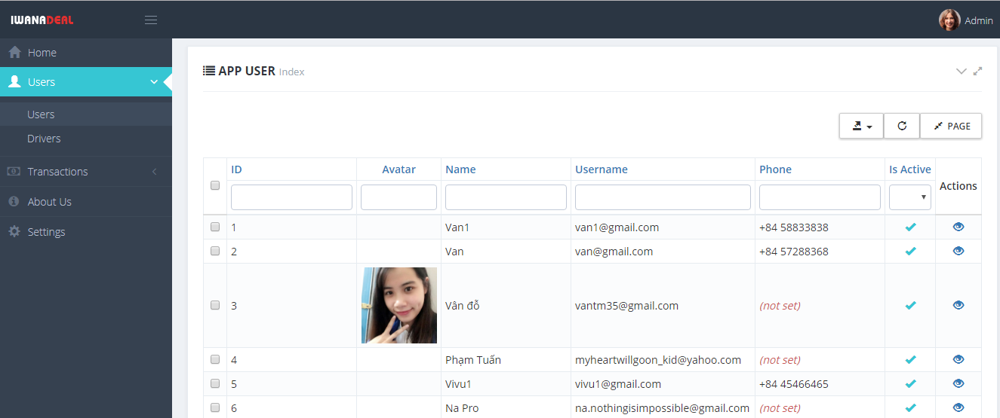 IWANADEAL
Admin
Home
Users
Users
Drivers
Transactions
About Us
Settings
APP USER Index
PAGE
ID Avatar Name Username Phone Is Active Actions
1 Van1 van1@gmail.com +84 58833838
2 Van van@gmail.com +84 57288368
3 Vân đỗ vantm35@gmail.com (not set)
4 Phạm Tuấn myheartwillgoon_kid@yahoo.com (not set)
5 Vivu1 vivu1@gmail.com +84 45466465
6 Na Pro na.nothingisimpossible@gmail.com (not set)